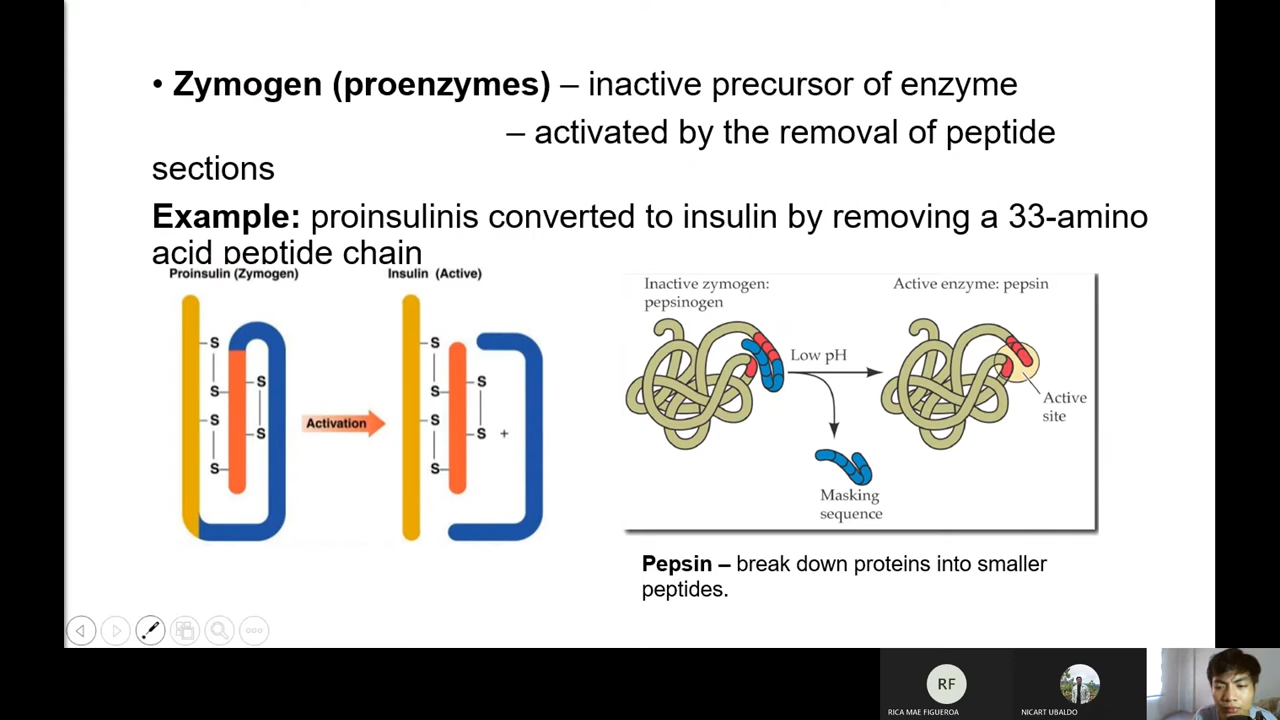 • Zymogen (proenzymes) – inactive precursor of enzyme
– activated by the removal of peptide
sections
Example: proinsulinis converted to insulin by removing a 33-amino
acid peptide chain
Proinsulin (Zymogen)
Insulin (Active)
S
S
S
S
S
S
Activation
S
S
S
S
S
S
+
Inactive zymogen:
pepsinogen
Low pH
Masking
sequence
Active enzyme: pepsin
Active
site
Pepsin – break down proteins into smaller
peptides.
RF
RICA MAE FIGUEROA
NICART UBALDO